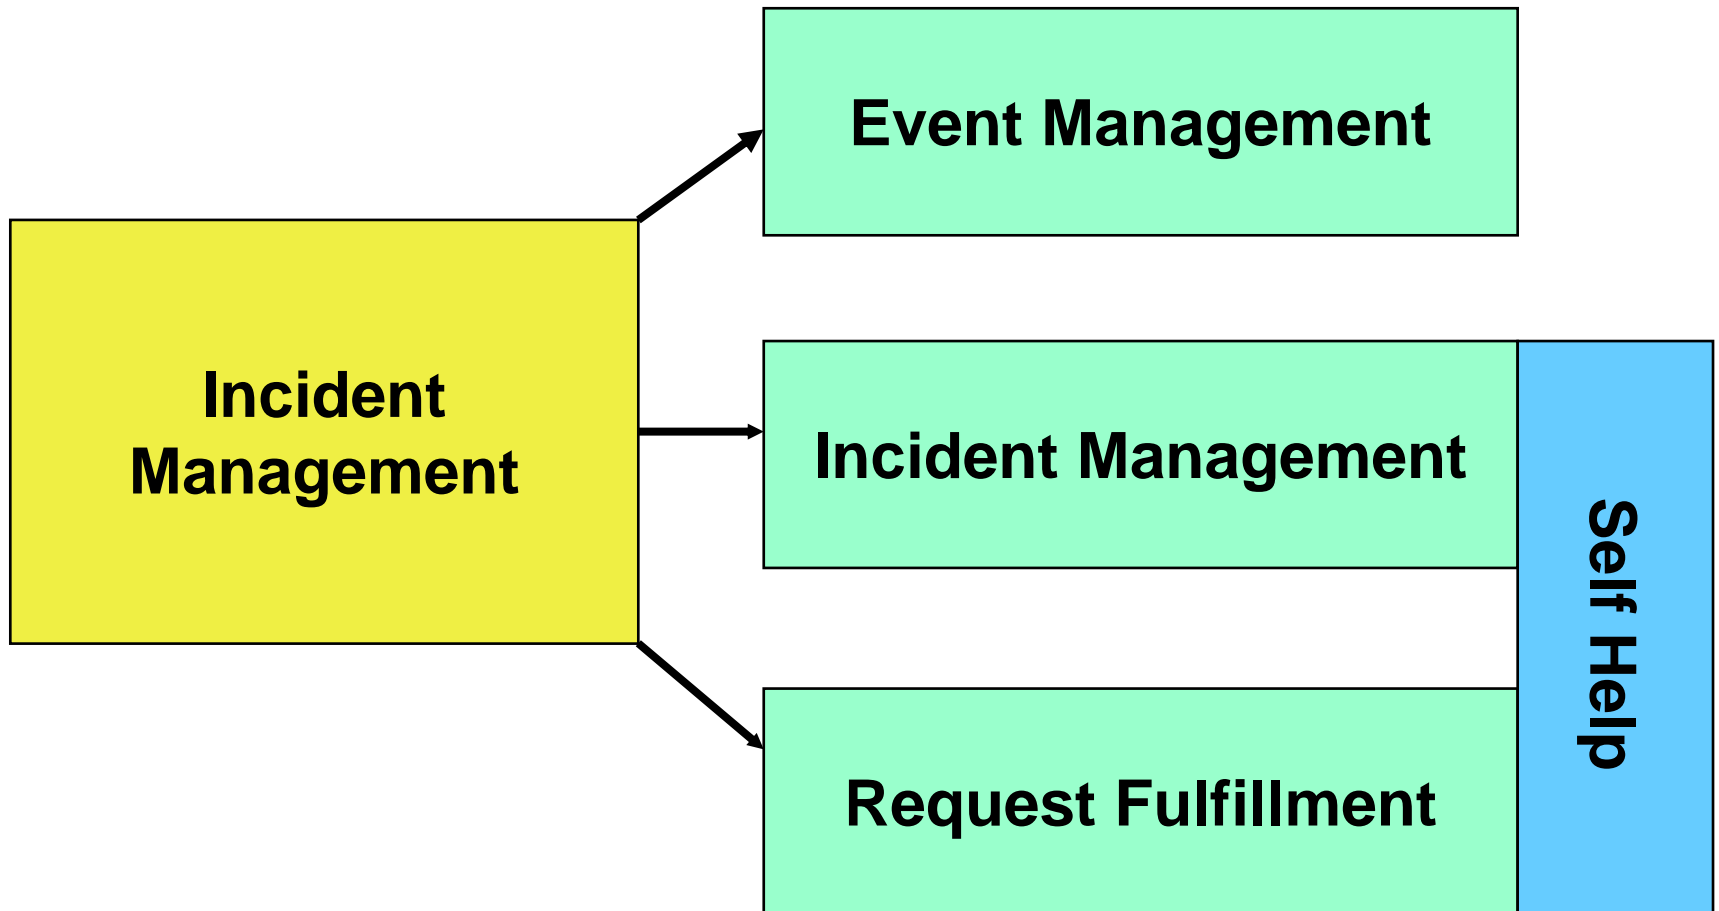 Event Management
Incident
Management
Incident Management
Self Help
Request Fulfillment